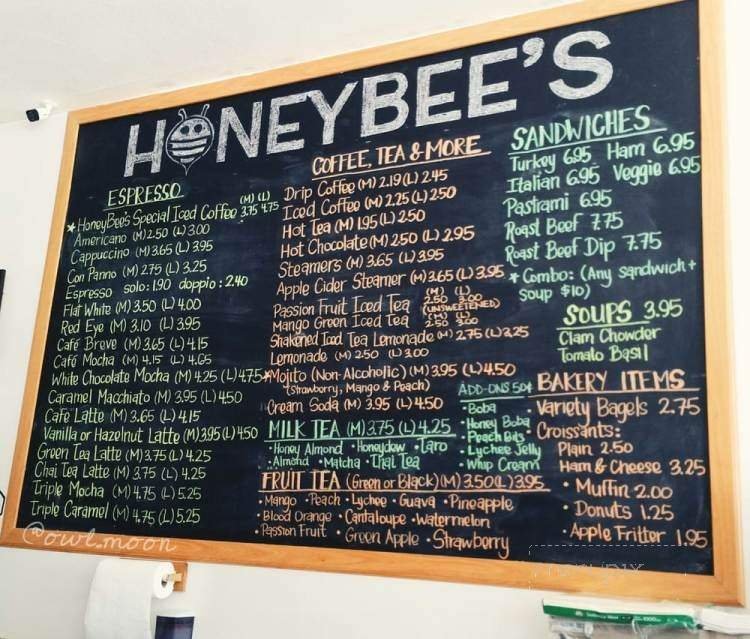 HONEYBEE'S
ESPRESSO
(M) (L)
* HoneyBee's Special Iced Coffee 3.75 4.75
Americano (M) 2.50 (L) 3.00
Cappuccino (M) 3.65 (L) 3.95
Con Panno (M) 2.75 (L) 3.25
Espresso solo: 1.90 doppio: 2.40
Flat White (M) 3.50 (L) 4.00
Red Eye (M) 3.10 (L) 3.95
Café Breve (M) 3.65 (L) 4.15
Café Mocha (M) 4.15 (L) 4.65
White Chocolate Mocha (M) 4.25 (L) 4.75
Caramel Macchiato (M) 3.95 (L) 4.50
Café Latte (M) 3.65 (L) 4.15
Vanilla or Hazelnut Latte (M) 3.95 (L) 4.50
Green Tea Latte (M) 3.75 (L) 4.25
Chai Tea Latte (M) 3.75 (L) 4.25
Triple Mocha (M) 4.75 (L) 5.25
Triple Caramel (M) 4.75 (L) 5.25
@owl.moon
COFFEE, TEA & MORE
Drip Coffee (M) 2.19 (L) 2.45
Iced Coffee (M) 2.25 (L) 2.50
Hot Tea (M) 1.95 (L) 2.50
Hot Chocolate (M) 2.50 (L) 2.95
Steamers (M) 3.65 (L) 3.95
Apple Cider Steamer (M) 3.65 (L) 3.95
(M) (L)
Passion Fruit Iced Tea 2.50 3.00
(UNSWEETENED)
(M) (L)
Mango Green Iced Tea 2.50 3.00
Shakened Iced Tea Lemonade (M) 2.75 (L) 3.25
Lemonade (M) 2.50 (L) 3.00
*Mojito (Non-Alcoholic) (M) 3.95 (L) 4.50
(Strawberry, Mango & Peach)
Cream Soda (M) 3.95 (L) 4.50
MILK TEA (M) 3.75 (L) 4.25
• Honey Almond • Honeydew • Taro
• Almond • Matcha • Thai Tea
FRUIT TEA (Green or Black) (M) 3.50 (L) 3.95
• Mango • Peach • Lychee • Guava • Pineapple
• Blood Orange • Cantaloupe • Watermelon
• Passion Fruit • Green Apple • Strawberry
ADD-ONS 50¢
• Boba
• Honey Boba
• Peach Bits
• Lychee Jelly
• Whip Cream
SANDWICHES
Turkey 6.95 Ham 6.95
Italian 6.95 Veggie 6.95
Pastrami 6.95
Roast Beef 7.75
Roast Beef Dip 7.75
* Combo: (Any sandwich +
soup $10)
SOUPS 3.95
Clam Chowder
Tomato Basil
BAKERY ITEMS
• Variety Bagels 2.75
• Croissants:
Plain 2.50
Ham & Cheese 3.25
• Muffin 2.00
• Donuts 1.25
• Apple Fritter 1.95